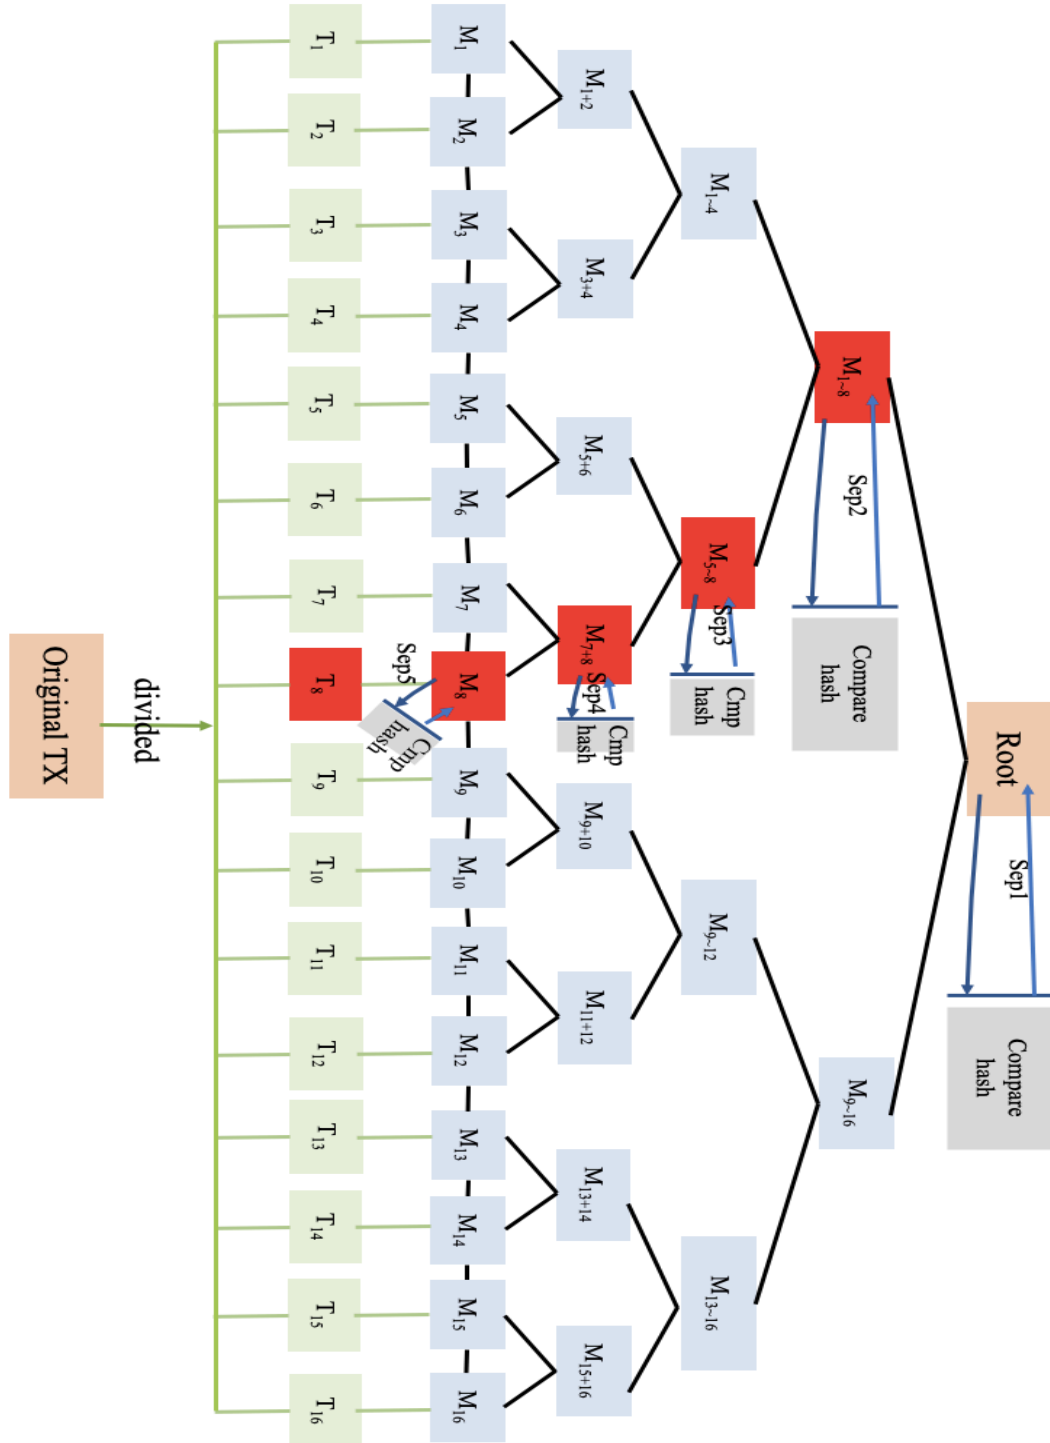 Root
Sep1
Compare
hash
M1~8
Sep2
Compare
hash
M9~16
M1~4
M5~8
Sep3
Cmp
hash
M9~12
M13~16
M1+2
M3+4
M5+6
M7+8
Sep4
Cmp
hash
M9+10
M11+12
M13+14
M15+16
M1
M2
M3
M4
M5
M6
M7
M8
Sep5
Cmp
hash
M9
M10
M11
M12
M13
M14
M15
M16
T1
T2
T3
T4
T5
T6
T7
T8
T9
T10
T11
T12
T13
T14
T15
T16
divided
Original TX